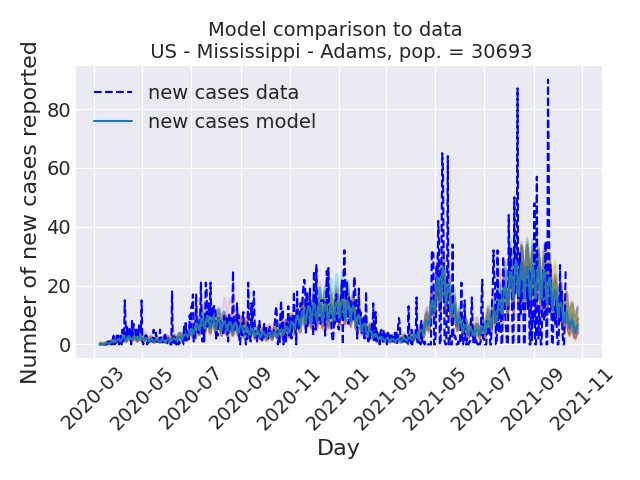 Model comparison to data
US - Mississippi - Adams, pop. = 30693
new cases data
new cases model
Number of new cases reported
80
60
40
20
0
2020-03
2020-05
2020-07
2020-09
2020-11
2021-01
2021-03
2021-05
2021-07
2021-09
2021-11
Day